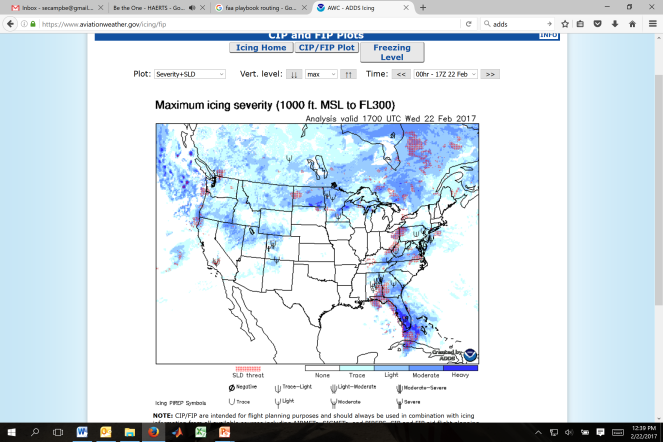 Inbox - secampbe@gmail....
Be the One - HAERTS - Go...
faa playbook routing - Go...
AWC - ADDS Icing
https://www.aviationweather.gov/icing/fip
adds
CIP and FIP Plots
INFO
Icing Home
CIP/FIP Plot
Freezing Level
Plot:
Severity+SLD
Vert. level:
↓↓
max
↑↑
Time:
<<
00hr - 17Z 22 Feb
>>
Maximum icing severity (1000 ft. MSL to FL300)
Analysis valid 1700 UTC Wed 22 Feb 2017
Created by
ADDS
SLD threat
None
Trace
Light
Moderate
Heavy
Negative
Trace-Light
Light-Moderate
Moderate-Severe
Icing PIREP Symbols
Trace
Light
Moderate
Severe
NOTE: CIP/FIP are intended for flight planning purposes and should always be used in combination with icing
12:39 PM
2/22/2017